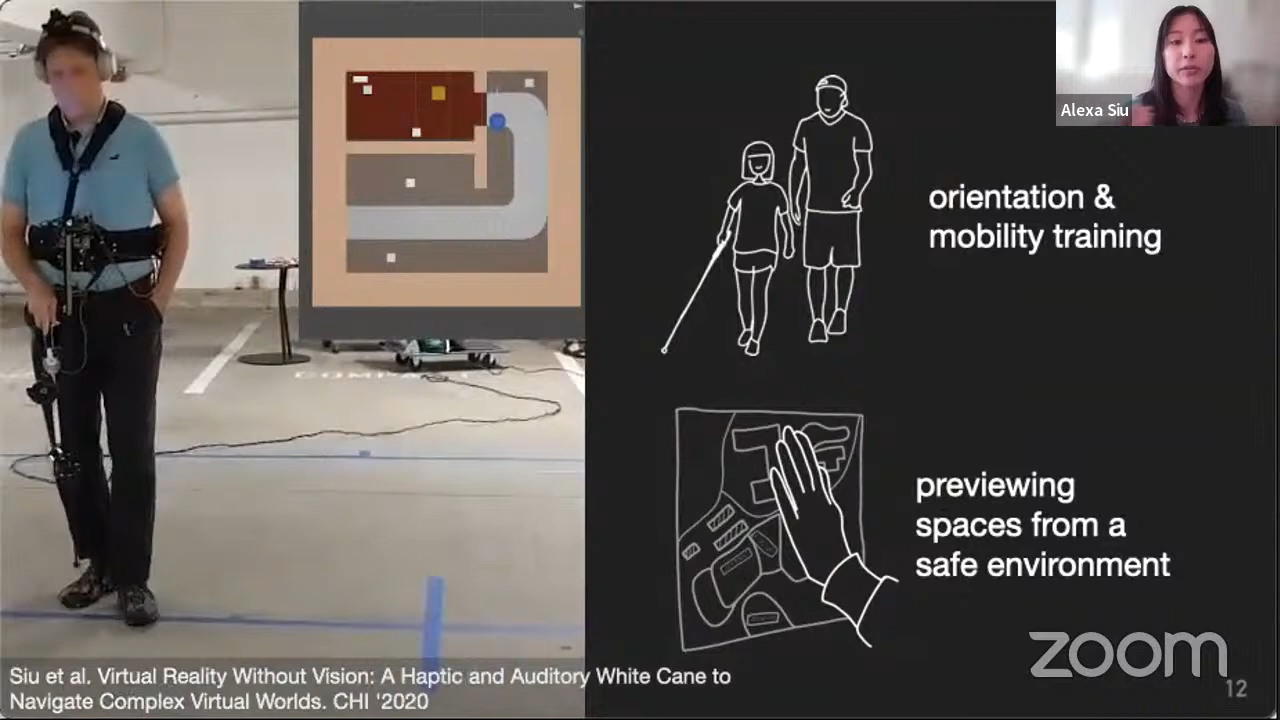 Alexa Siu
orientation &
mobility training
previewing
spaces from a
safe environment
COMPACT
Siu et al. Virtual Reality Without Vision: A Haptic and Auditory White Cane to
Navigate Complex Virtual Worlds. CHI '2020
zoom
12